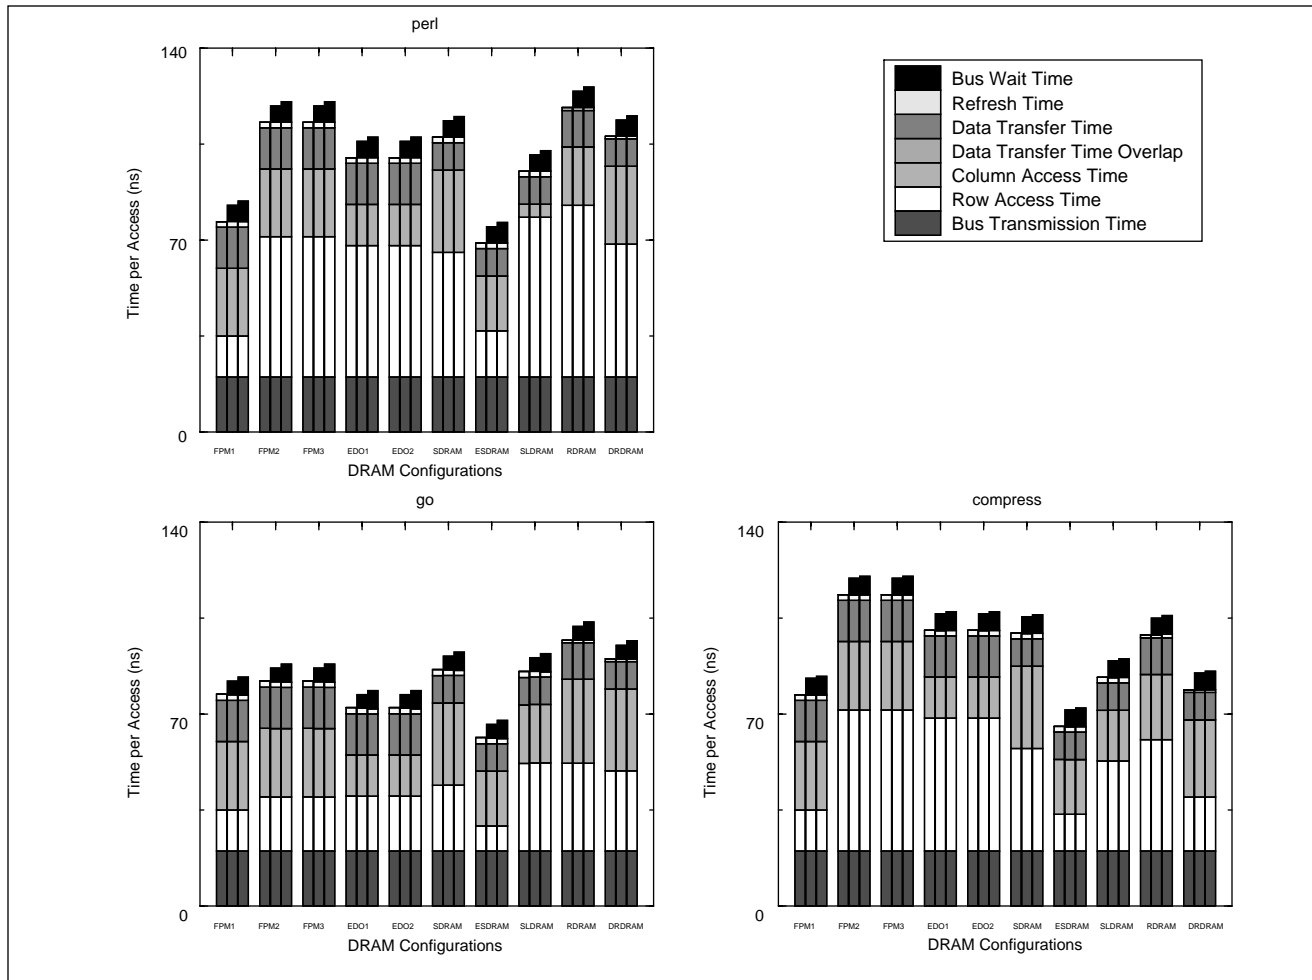 perl
140
70
0
Time per Access (ns)
FPM1 FPM2 FPM3 EDO1 EDO2 SDRAM ESDRAM SLDRAM RDRAM DRDRAM
DRAM Configurations
Bus Wait Time
Refresh Time
Data Transfer Time
Data Transfer Time Overlap
Column Access Time
Row Access Time
Bus Transmission Time
go
140
70
0
Time per Access (ns)
FPM1 FPM2 FPM3 EDO1 EDO2 SDRAM ESDRAM SLDRAM RDRAM DRDRAM
DRAM Configurations
compress
140
70
0
Time per Access (ns)
FPM1 FPM2 FPM3 EDO1 EDO2 SDRAM ESDRAM SLDRAM RDRAM DRDRAM
DRAM Configurations